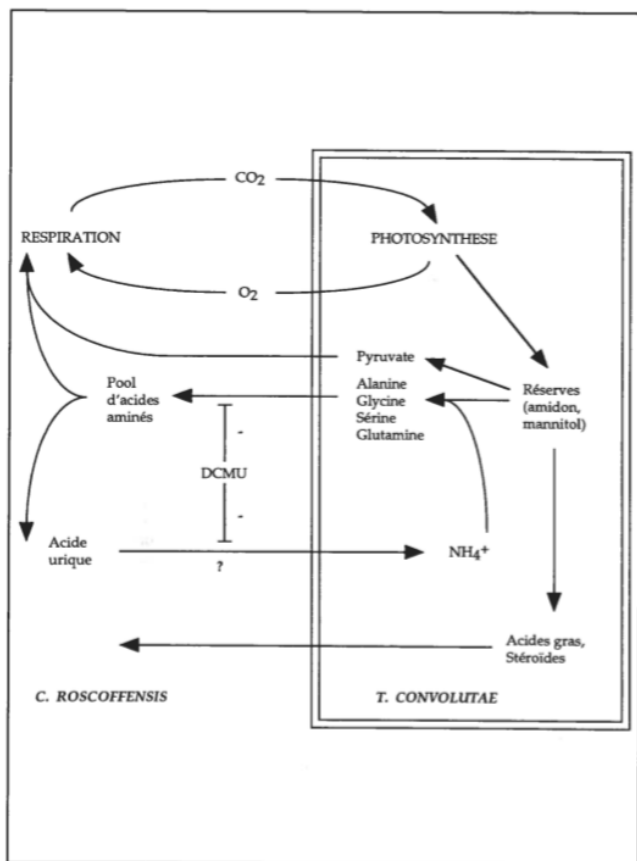 CO2
RESPIRATION
PHOTOSYNTHESE
O2
Pyruvate
Pool
d'acides
aminés
Alanine
Glycine
Sérine
Glutamine
Réserves
(amidon,
mannitol)
-
DCMU
-
Acide
urique
?
NH4+
Acides gras,
Stéroïdes
C. ROSCOFFENSIS
T. CONVOLUTAE